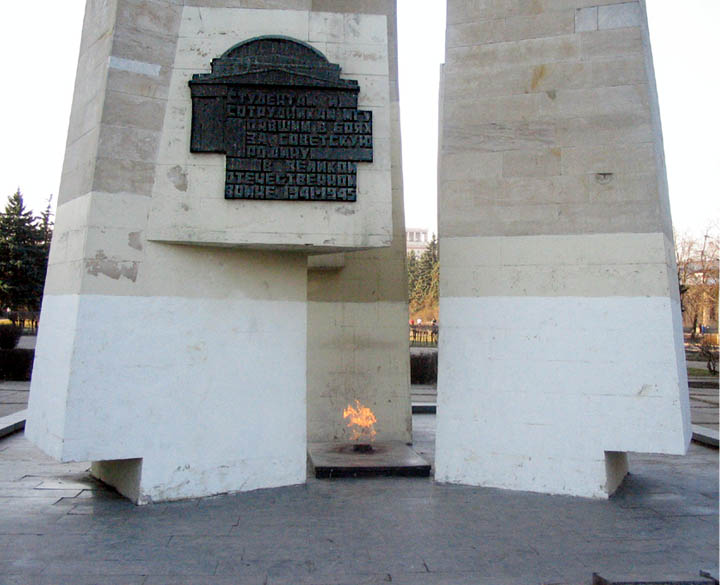 СТУДЕНТАМ И
СОТРУДНИКАМ МГУ
ПАВШИМ В БОЯХ
ЗА СОВЕТСКУЮ
РОДИНУ
В ВЕЛИКОЙ
ОТЕЧЕСТВЕННОЙ
ВОЙНЕ 1941-1945